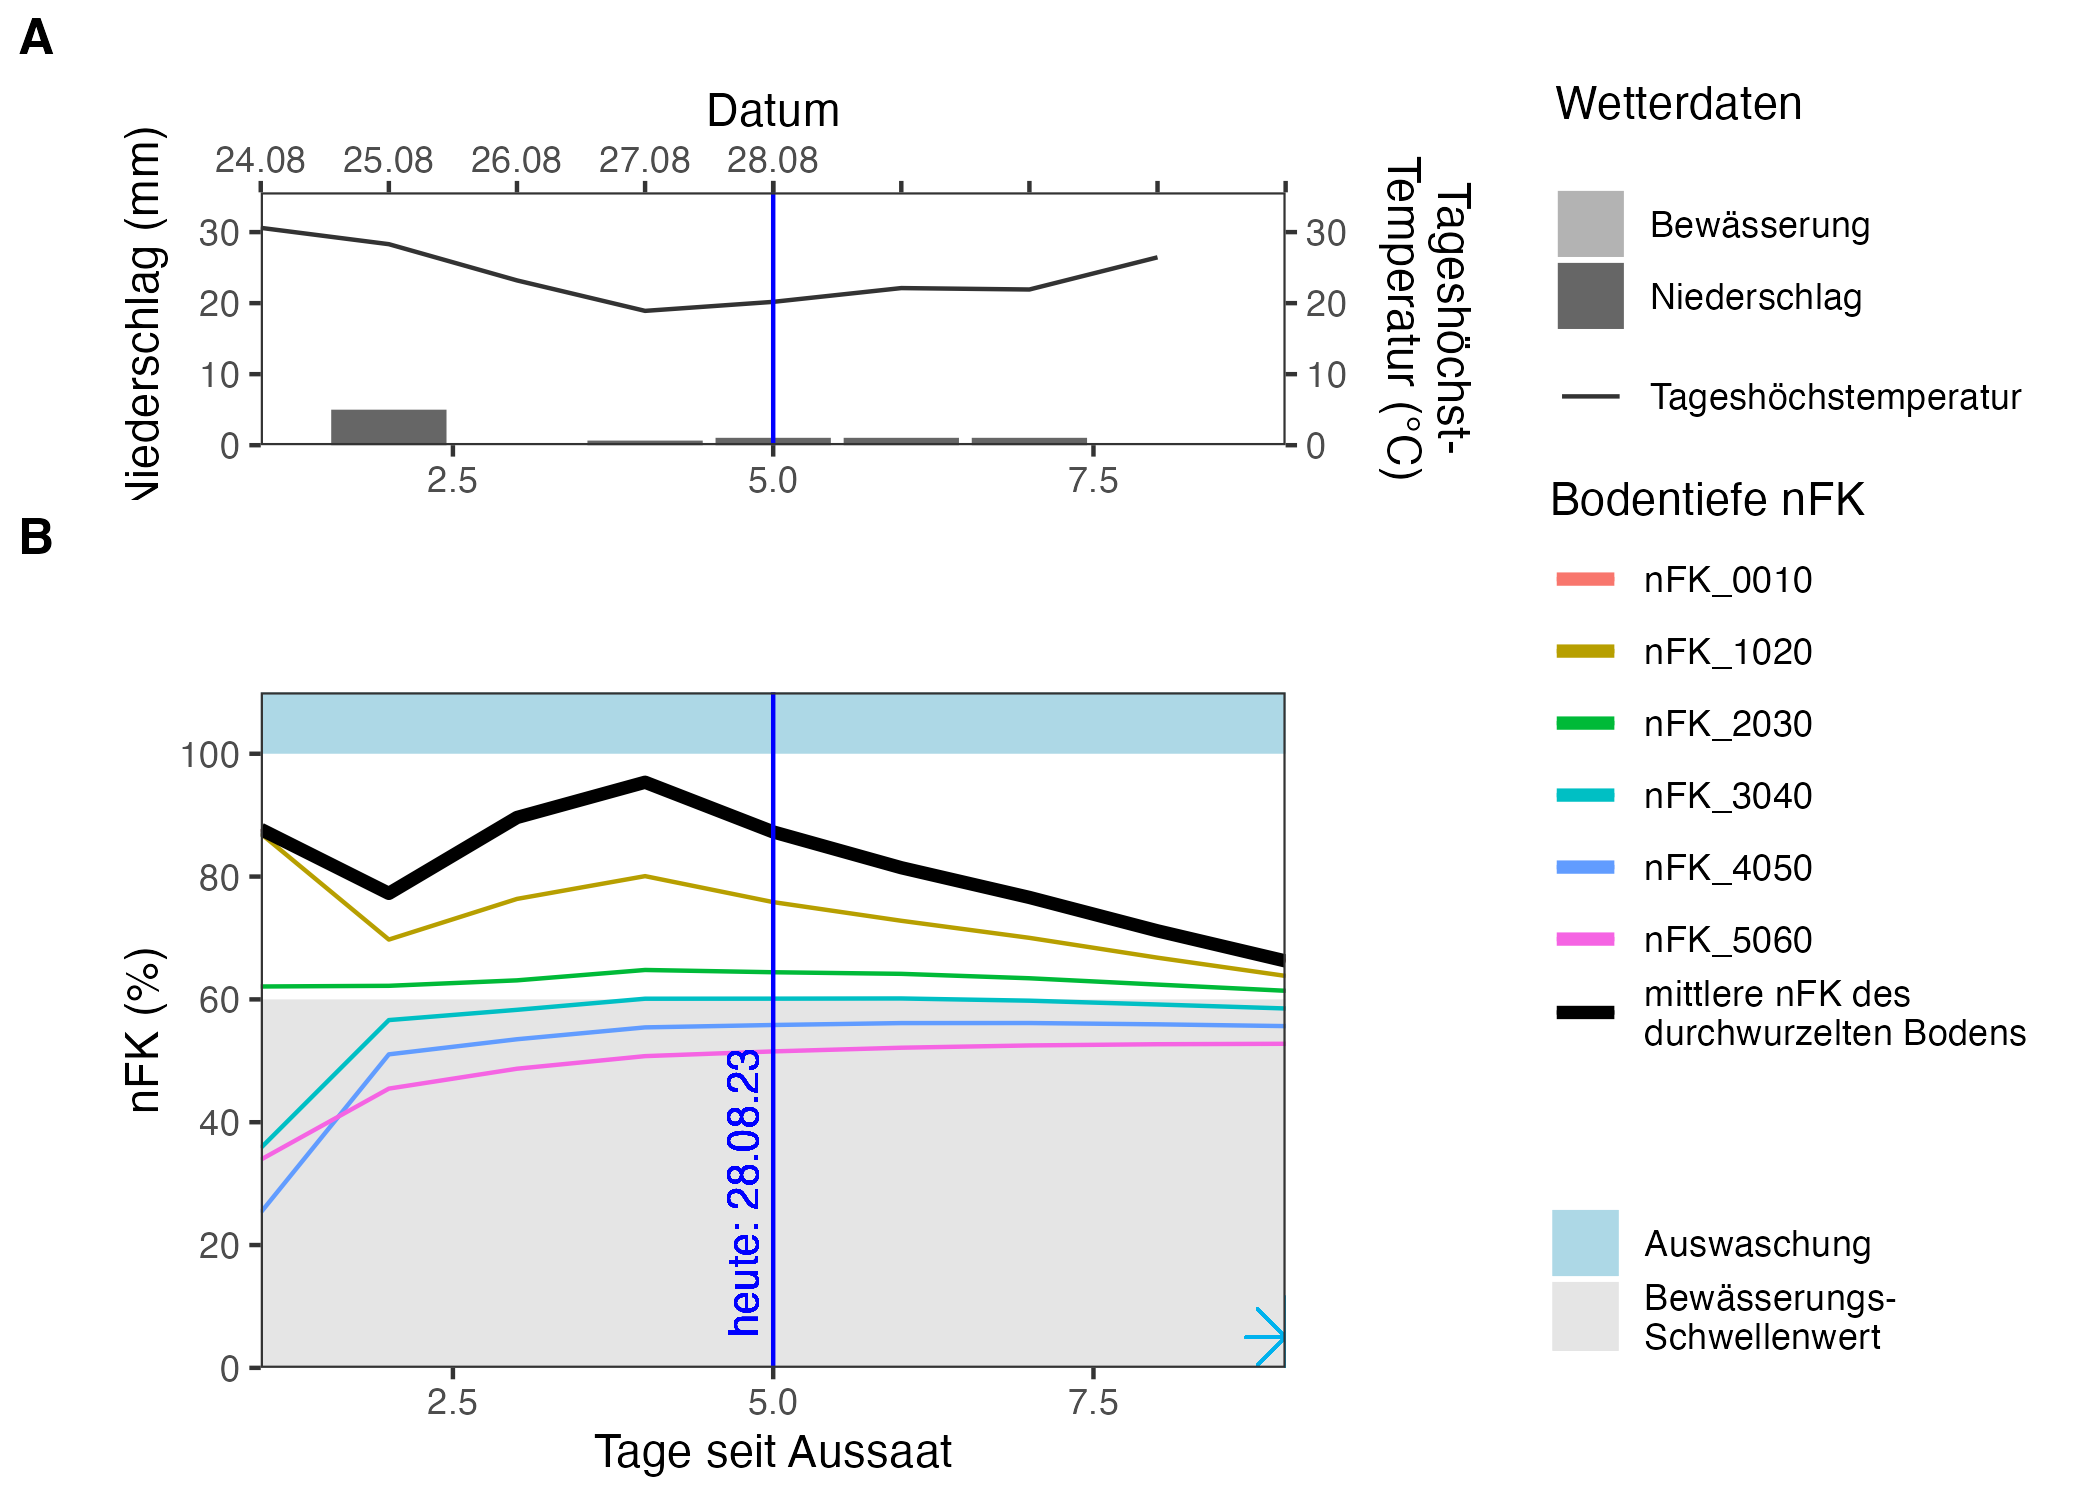 A
Datum
24.08 25.08 26.08 27.08 28.08
Niederschlag (mm)
30
20
10
0
30
20
10
0
Tageshöchst-
Temperatur (°C)
2.5 5.0 7.5
Wetterdaten
Bewässerung
Niederschlag
Tageshöchstemperatur
Bodentiefe nFK
nFK_0010
nFK_1020
nFK_2030
nFK_3040
nFK_4050
nFK_5060
mittlere nFK des
durchwurzelten Bodens
Auswaschung
Bewässerungs-
Schwellenwert
B
nFK (%)
100
80
60
40
20
0
heute: 28.08.23
2.5 5.0 7.5
Tage seit Aussaat